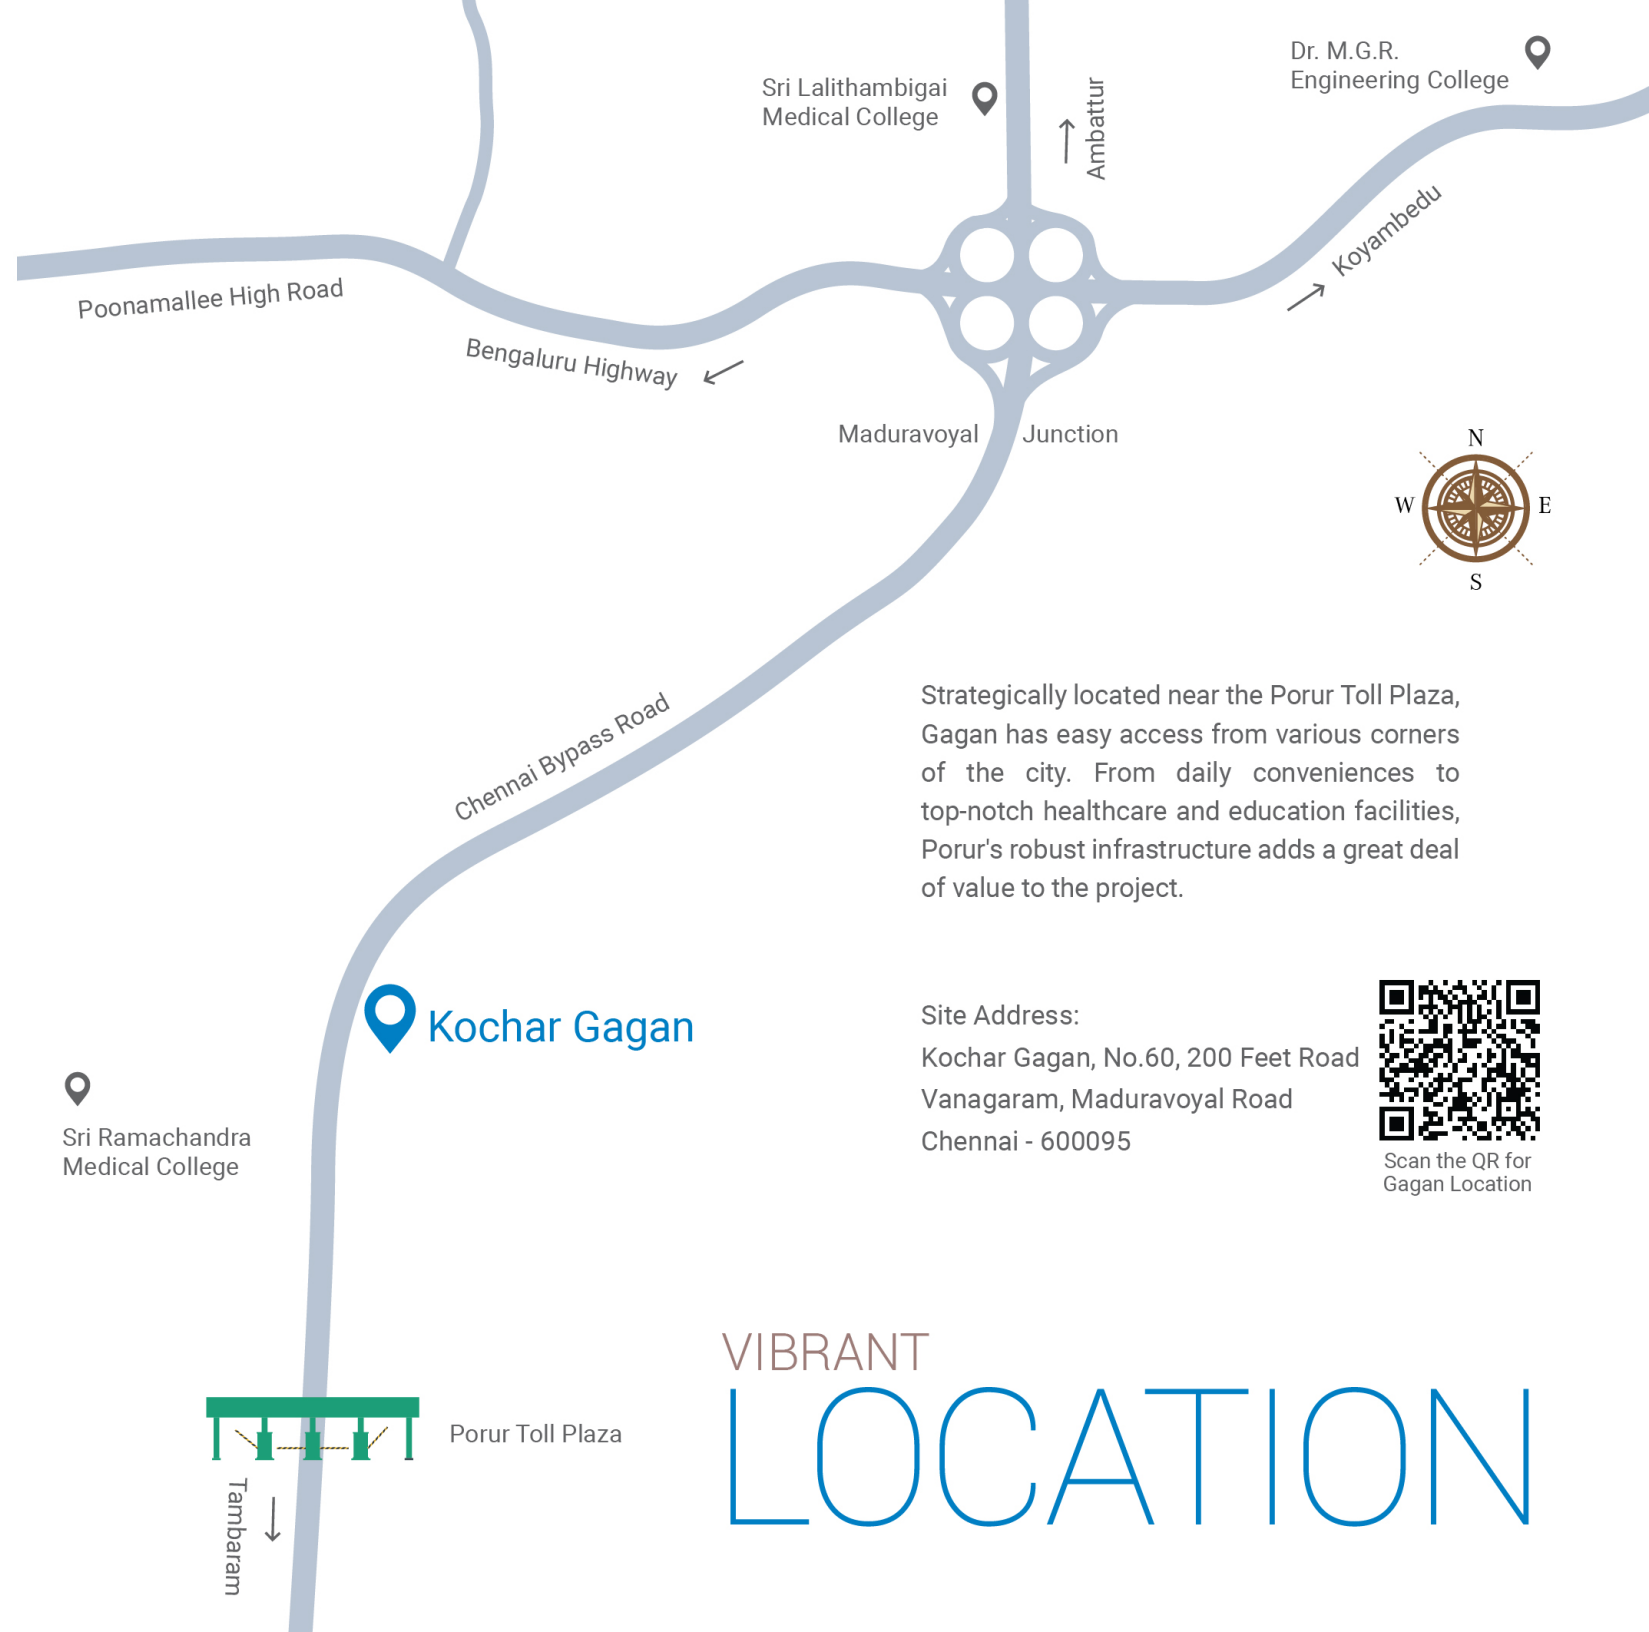 Dr. M.G.R.
Engineering College
Sri Lalithambigai
Medical College
Ambattur
Koyambedu
Poonamallee High Road
Bengaluru Highway
Maduravoyal Junction
N
W E
S
Chennai Bypass Road
Strategically located near the Porur Toll Plaza,
Gagan has easy access from various corners
of the city. From daily conveniences to
top-notch healthcare and education facilities,
Porur's robust infrastructure adds a great deal
of value to the project.
Kochar Gagan
Site Address:
Kochar Gagan, No.60, 200 Feet Road
Vanagaram, Maduravoyal Road
Chennai - 600095
Scan the QR for
Gagan Location
Sri Ramachandra
Medical College
Porur Toll Plaza
Tambaram
VIBRANT
LOCATION